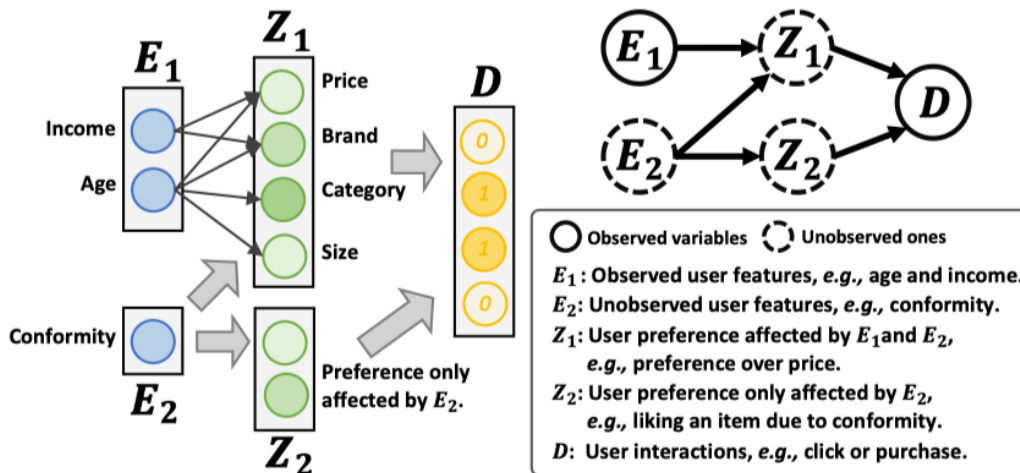 E₁
Z₁
D
Income
Age
Price
Brand
Category
Size
0
1
1
0
Conformity
E₂
Preference only
affected by E₂.
Z₂
E₁
Z₁
D
E₂
Z₂
Observed variables
Unobserved ones
E₁: Observed user features, e.g., age and income.
E₂: Unobserved user features, e.g., conformity.
Z₁: User preference affected by E₁and E₂,
e.g., preference over price.
Z₂: User preference only affected by E₂,
e.g., liking an item due to conformity.
D: User interactions, e.g., click or purchase.